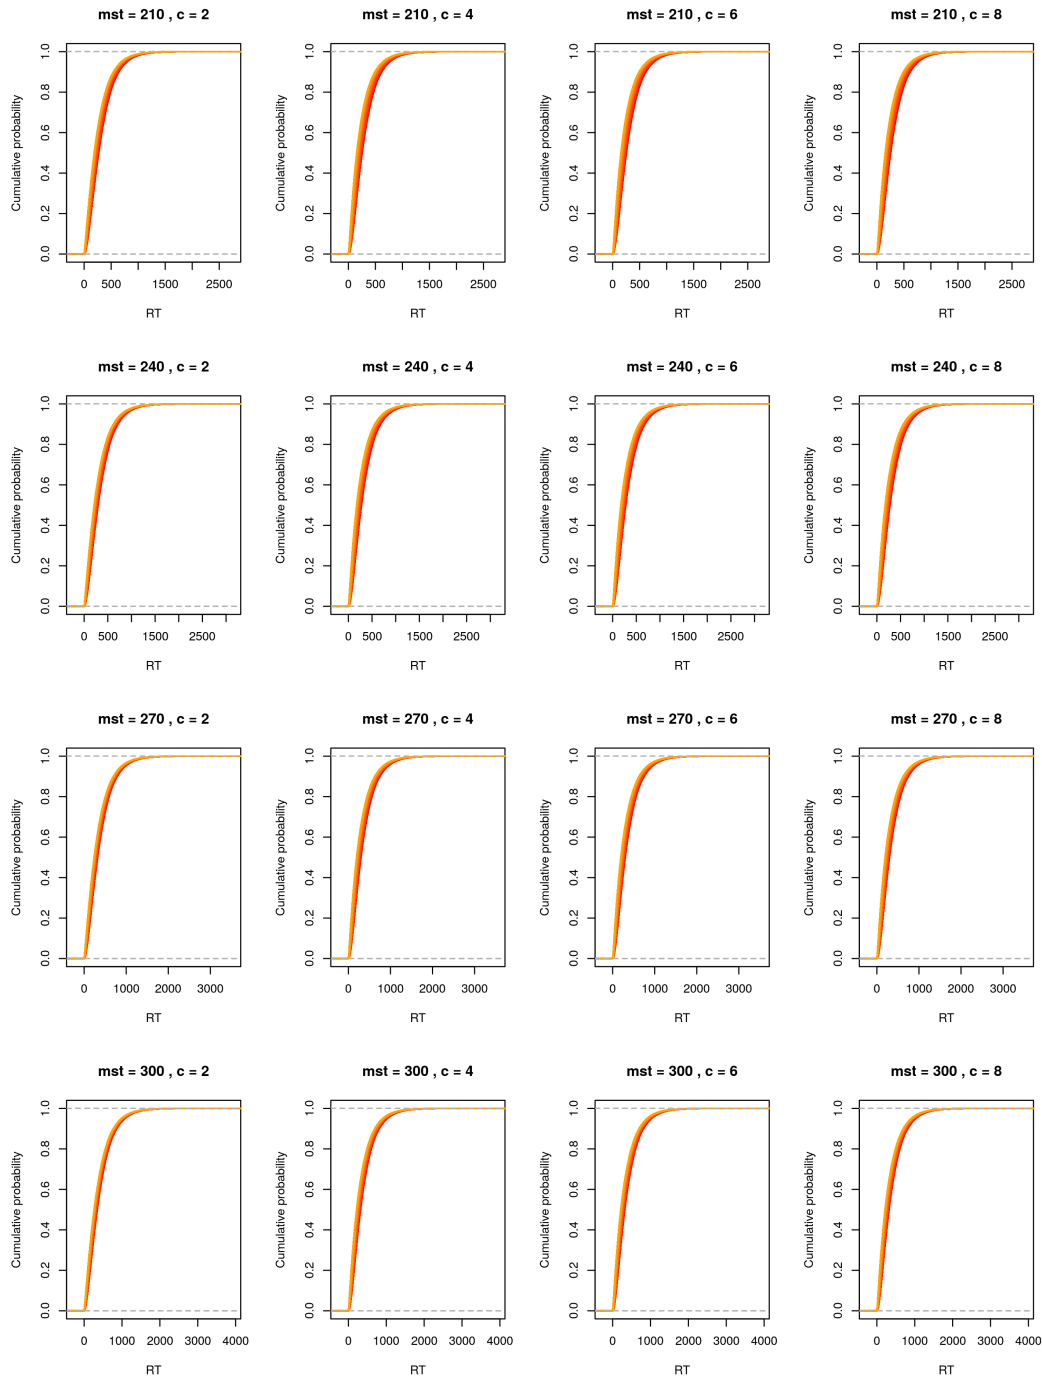 mst = 210 , c = 2
mst = 210 , c = 4
mst = 210 , c = 6
mst = 210 , c = 8
Cumulative probability
0.0 0.2 0.4 0.6 0.8 1.0
0 500 1500 2500
RT
Cumulative probability
0.0 0.2 0.4 0.6 0.8 1.0
0 500 1500 2500
RT
Cumulative probability
0.0 0.2 0.4 0.6 0.8 1.0
0 500 1500 2500
RT
Cumulative probability
0.0 0.2 0.4 0.6 0.8 1.0
0 500 1500 2500
RT
mst = 240 , c = 2
mst = 240 , c = 4
mst = 240 , c = 6
mst = 240 , c = 8
Cumulative probability
0.0 0.2 0.4 0.6 0.8 1.0
0 500 1500 2500
RT
Cumulative probability
0.0 0.2 0.4 0.6 0.8 1.0
0 500 1500 2500
RT
Cumulative probability
0.0 0.2 0.4 0.6 0.8 1.0
0 500 1500 2500
RT
Cumulative probability
0.0 0.2 0.4 0.6 0.8 1.0
0 500 1500 2500
RT
mst = 270 , c = 2
mst = 270 , c = 4
mst = 270 , c = 6
mst = 270 , c = 8
Cumulative probability
0.0 0.2 0.4 0.6 0.8 1.0
0 1000 2000 3000
RT
Cumulative probability
0.0 0.2 0.4 0.6 0.8 1.0
0 1000 2000 3000
RT
Cumulative probability
0.0 0.2 0.4 0.6 0.8 1.0
0 1000 2000 3000
RT
Cumulative probability
0.0 0.2 0.4 0.6 0.8 1.0
0 1000 2000 3000
RT
mst = 300 , c = 2
mst = 300 , c = 4
mst = 300 , c = 6
mst = 300 , c = 8
Cumulative probability
0.0 0.2 0.4 0.6 0.8 1.0
0 1000 2000 3000 4000
RT
Cumulative probability
0.0 0.2 0.4 0.6 0.8 1.0
0 1000 2000 3000 4000
RT
Cumulative probability
0.0 0.2 0.4 0.6 0.8 1.0
0 1000 2000 3000 4000
RT
Cumulative probability
0.0 0.2 0.4 0.6 0.8 1.0
0 1000 2000 3000 4000
RT